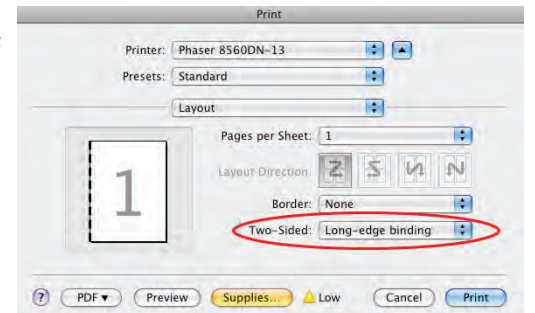 Print
Printer: Phaser 8560DN-13
Presets: Standard
Layout
Pages per Sheet: 1
Layout Direction:
Border: None
Two-Sided: Long-edge binding
1
? PDF▼ Preview Supplies... Low Cancel Print